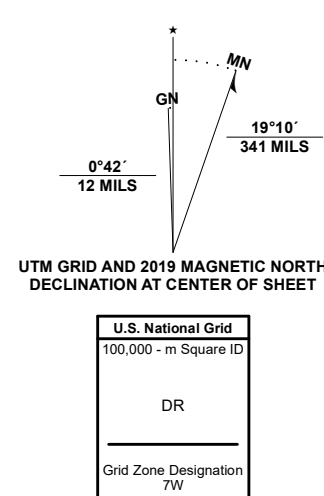 ★
MN
GN
19°10´
341 MILS
0°42´
12 MILS
UTM GRID AND 2019 MAGNETIC NORTH
DECLINATION AT CENTER OF SHEET
U.S. National Grid
100,000 - m Square ID
DR
Grid Zone Designation
7W